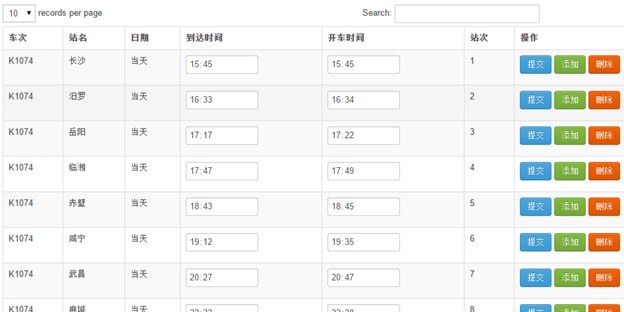 10 records per page Search:
车次 站名 日期 到达时间 开车时间 站次 操作
K1074 长沙 当天 15:45 15:45 1 提交 添加 删除
K1074 汨罗 当天 16:33 16:34 2 提交 添加 删除
K1074 岳阳 当天 17:17 17:22 3 提交 添加 删除
K1074 临湘 当天 17:47 17:49 4 提交 添加 删除
K1074 赤壁 当天 18:43 18:45 5 提交 添加 删除
K1074 咸宁 当天 19:12 19:35 6 提交 添加 删除
K1074 武昌 当天 20:27 20:47 7 提交 添加 删除
K1074 麻城 当天 8 提交 添加 删除